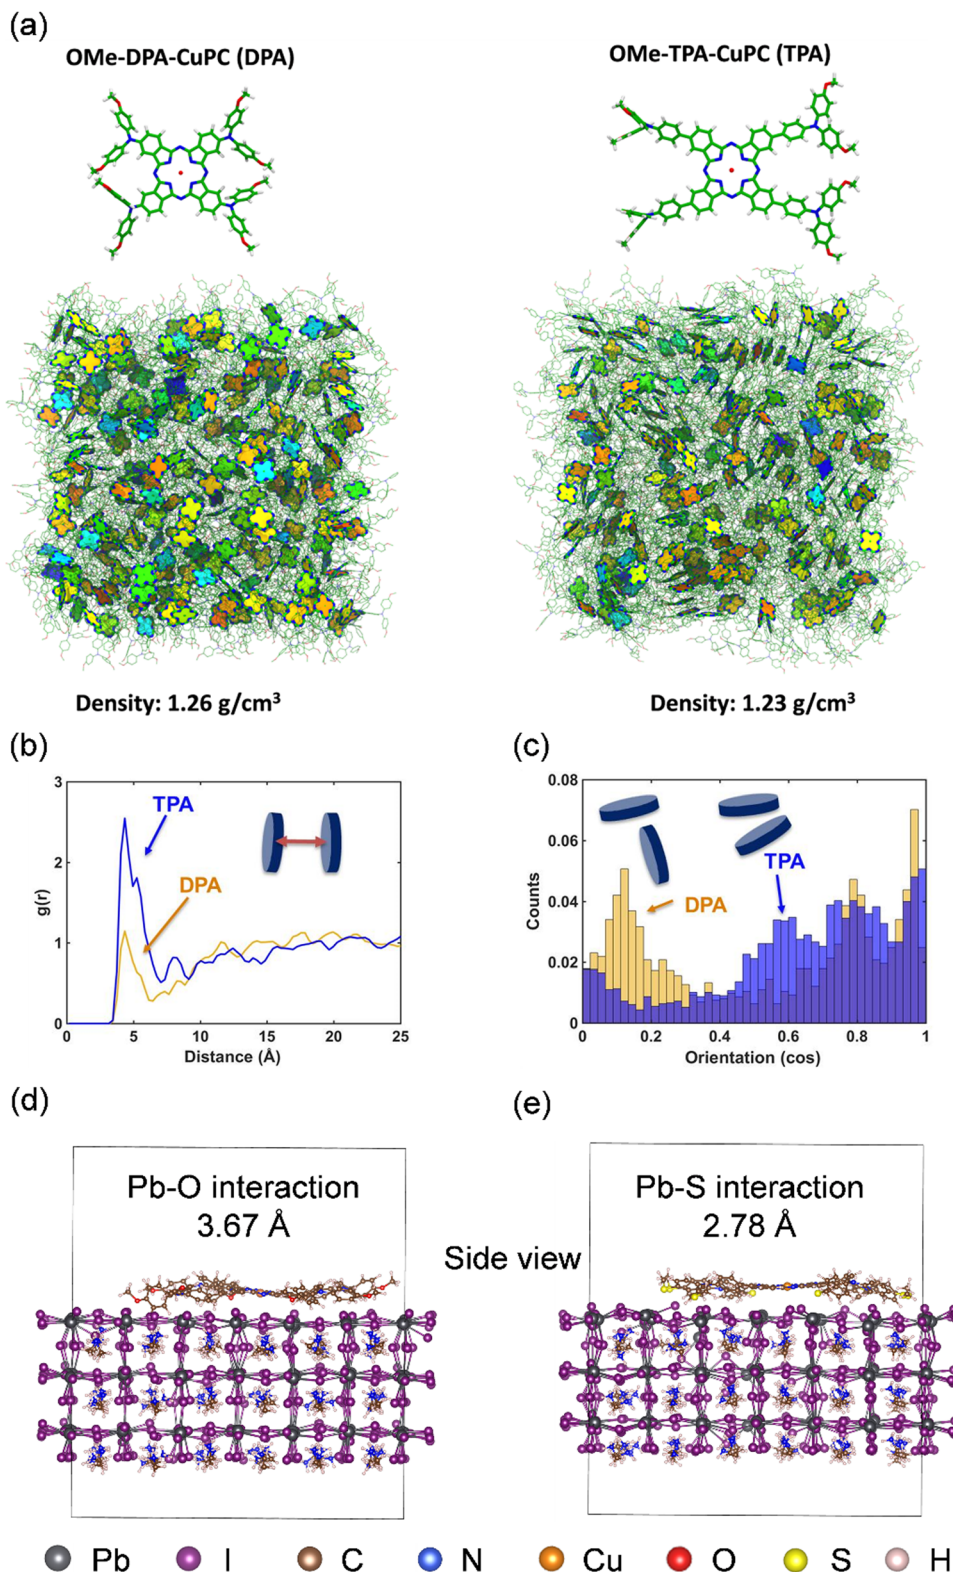 (a)
OMe-DPA-CuPC (DPA)
OMe-TPA-CuPC (TPA)
Density: 1.26 g/cm³
Density: 1.23 g/cm³
(b)
3
2
1
0
g(r)
TPA
DPA
0 5 10 15 20 25
Distance (Å)
(c)
0.08
0.06
0.04
0.02
0
Counts
DPA
TPA
0 0.2 0.4 0.6 0.8 1
Orientation (cos)
(d)
Pb-O interaction
3.67 Å
(e)
Pb-S interaction
2.78 Å
Side view
Pb I C N Cu O S H